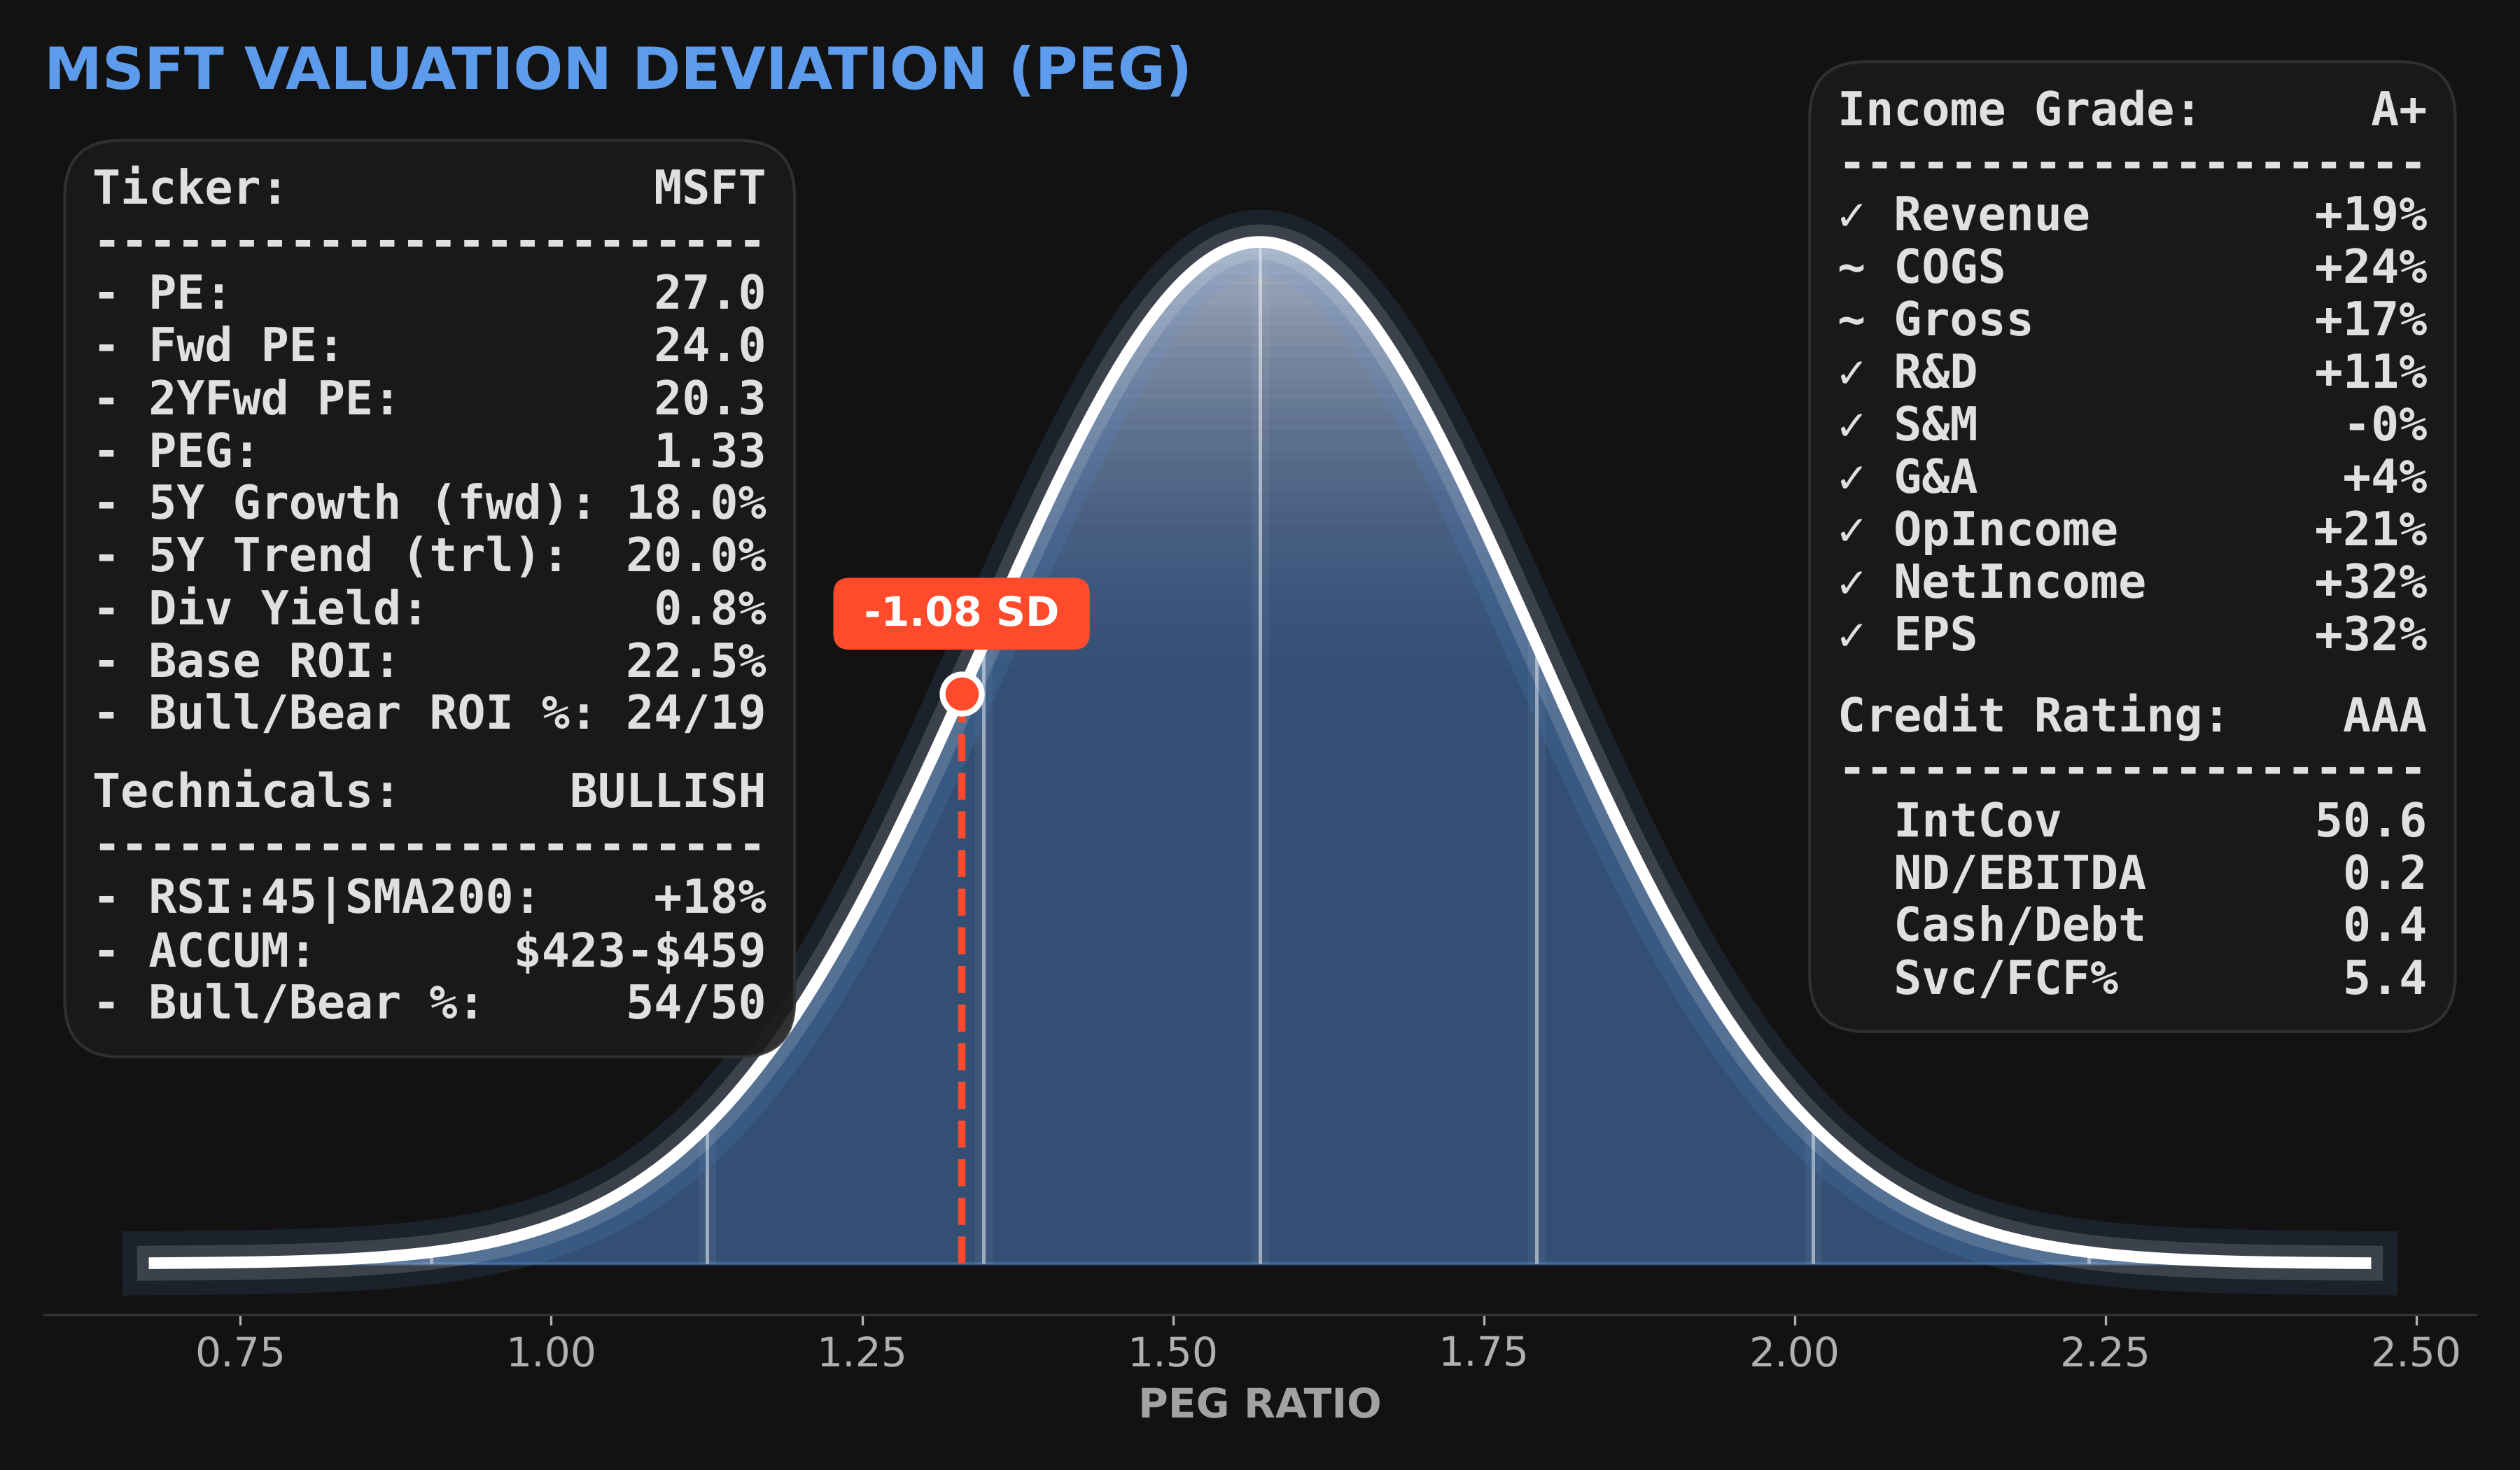 MSFT VALUATION DEVIATION (PEG)
Ticker: MSFT
------------------------
- PE: 27.0
- Fwd PE: 24.0
- 2YFwd PE: 20.3
- PEG: 1.33
- 5Y Growth (fwd): 18.0%
- 5Y Trend (trl): 20.0%
- Div Yield: 0.8%
- Base ROI: 22.5%
- Bull/Bear ROI %: 24/19
Technicals: BULLISH
------------------------
- RSI:45|SMA200: +18%
- ACCUM: $423-$459
- Bull/Bear %: 54/50
-1.08 SD
Income Grade: A+
---------------------
✓ Revenue +19%
~ COGS +24%
~ Gross +17%
✓ R&D +11%
✓ S&M -0%
✓ G&A +4%
✓ OpIncome +21%
✓ NetIncome +32%
✓ EPS +32%
Credit Rating: AAA
---------------------
IntCov 50.6
ND/EBITDA 0.2
Cash/Debt 0.4
Svc/FCF% 5.4
0.75 1.00 1.25 1.50 1.75 2.00 2.25 2.50
PEG RATIO